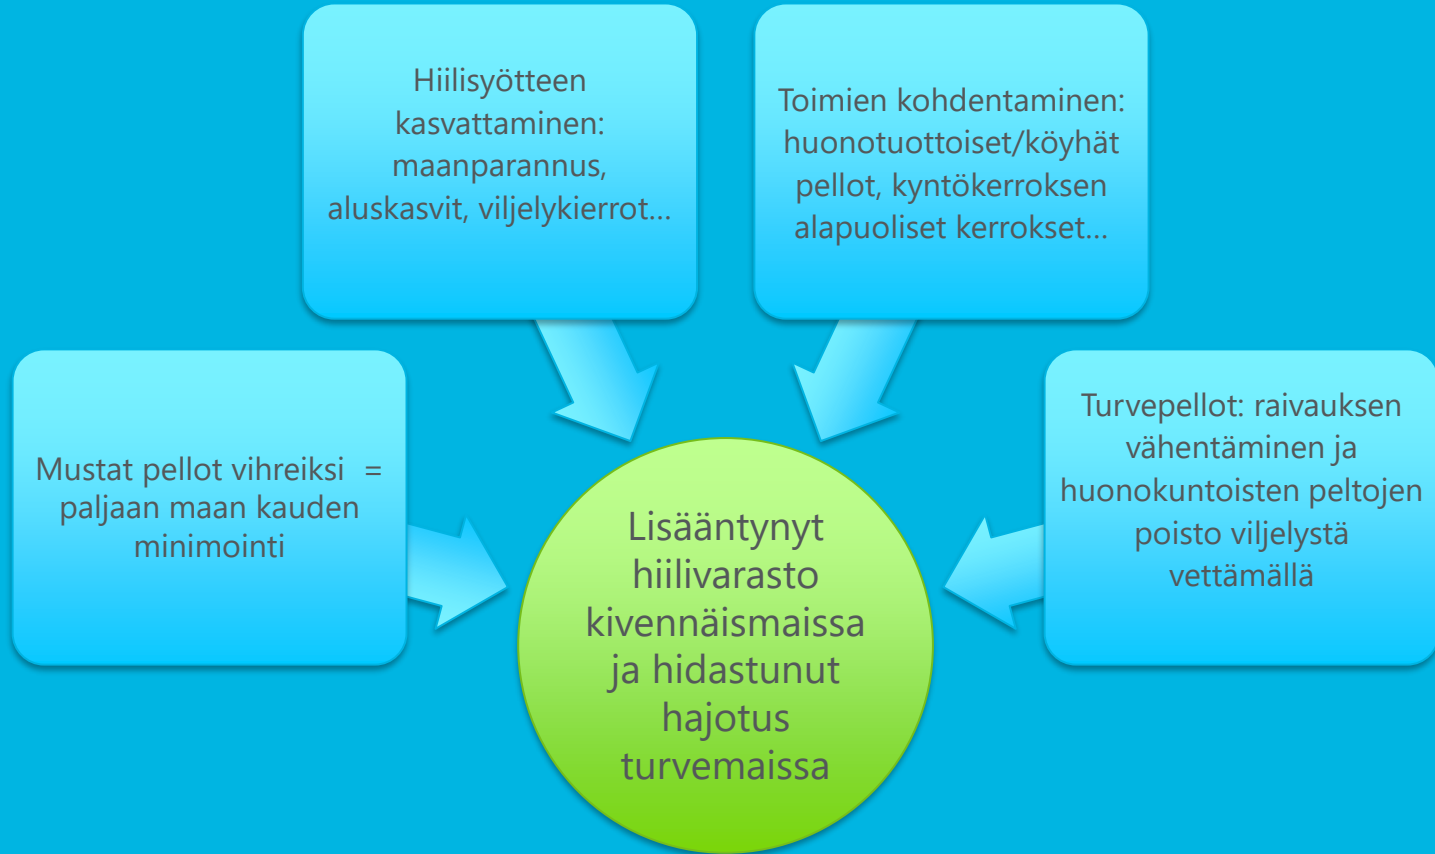 Hiilisyötteen
kasvattaminen:
maanparannus,
aluskasvit, viljelykierrot...
Toimien kohdentaminen:
huonotuottoiset/köyhät
pellot, kyntökerroksen
alapuoliset kerrokset...
Mustat pellot vihreiksi =
paljaan maan kauden
minimointi
Turvepellot: raivauksen
vähentäminen ja
huonokuntoisten peltojen
poisto viljelystä
vettämällä
Lisääntynyt
hiilivarasto
kivennäismaissa
ja hidastunut
hajotus
turvemaissa